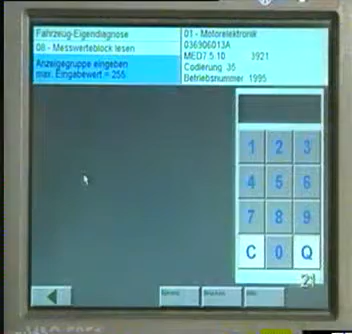 Fahrzeug-Eigendiagnose
08 - Messwerteblock lesen
Anzeigegruppe eingeben
max. Eingabewert = 255
01 - Motorelektronik
036906013A
MED7.5.10 3921
Codierung 35
Betriebsnummer 1995
1 2 3
4 5 6
7 8 9
C 0 Q
21
Drucken